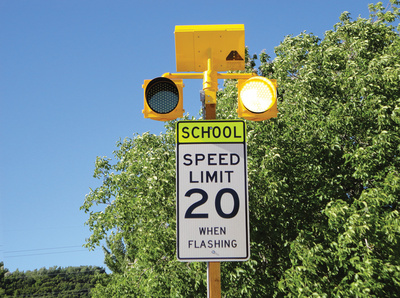 SCHOOL
SPEED
LIMIT
20
WHEN
FLASHING